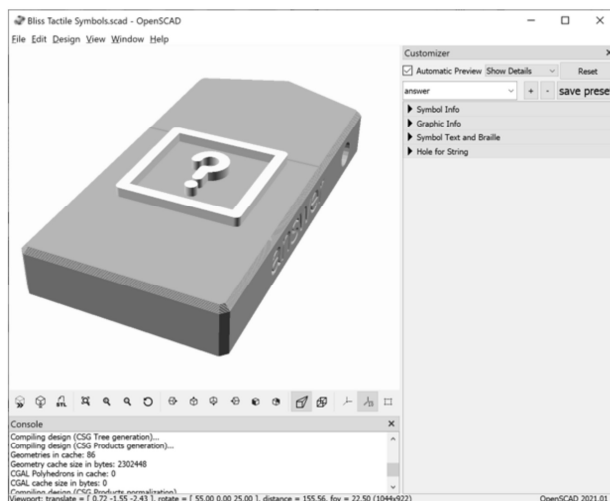 Bliss Tactile Symbols.scad - OpenSCAD
File Edit Design View Window Help
Customizer
Automatic Preview Show Details Reset
answer + - save preset
Symbol Info
Graphic Info
Symbol Text and Braille
Hole for String
?
answer
STL
Console
Compiling design (CSG Tree generation)...
Compiling design (CSG Products generation)...
Geometries in cache: 86
Geometry cache size in bytes: 2302448
CGAL Polyhedrons in cache: 0
CGAL cache size in bytes: 0
Compiling design (CSG Products normalization)...
Viewport: translate = [ 0.72 -1.55 -2.43 ], rotate = [ 55.00 0.00 25.00 ], distance = 155.56, fov = 22.50 (1044x922) OpenSCAD 2021.01